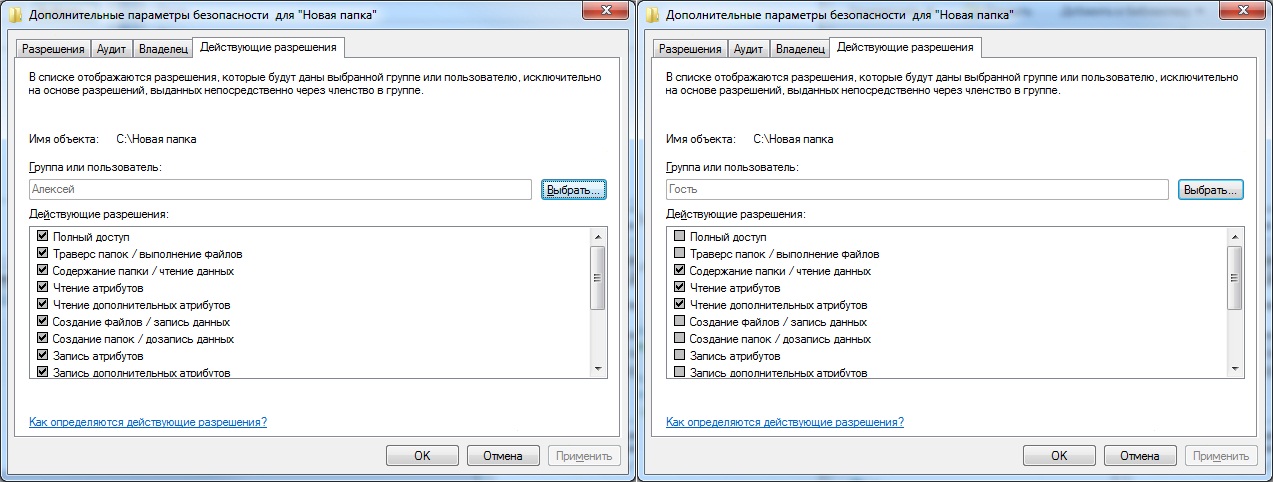 Дополнительные параметры безопасности для "Новая папка"
Разрешения Аудит Владелец Действующие разрешения
В списке отображаются разрешения, которые будут даны выбранной группе или пользователю, исключительно
на основе разрешений, выданных непосредственно через членство в группе.
Имя объекта: C:\Новая папка
Группа или пользователь:
Алексей
Выбрать...
Действующие разрешения:
Полный доступ
Траверс папок / выполнение файлов
Содержание папки / чтение данных
Чтение атрибутов
Чтение дополнительных атрибутов
Создание файлов / запись данных
Создание папок / дозапись данных
Запись атрибутов
Запись дополнительных атрибутов
Как определяются действующие разрешения?
ОК Отмена Применить
Дополнительные параметры безопасности для "Новая папка"
Разрешения Аудит Владелец Действующие разрешения
В списке отображаются разрешения, которые будут даны выбранной группе или пользователю, исключительно
на основе разрешений, выданных непосредственно через членство в группе.
Имя объекта: C:\Новая папка
Группа или пользователь:
Гость
Выбрать...
Действующие разрешения:
Полный доступ
Траверс папок / выполнение файлов
Содержание папки / чтение данных
Чтение атрибутов
Чтение дополнительных атрибутов
Создание файлов / запись данных
Создание папок / дозапись данных
Запись атрибутов
Запись дополнительных атрибутов
Как определяются действующие разрешения?
ОК Отмена Применить